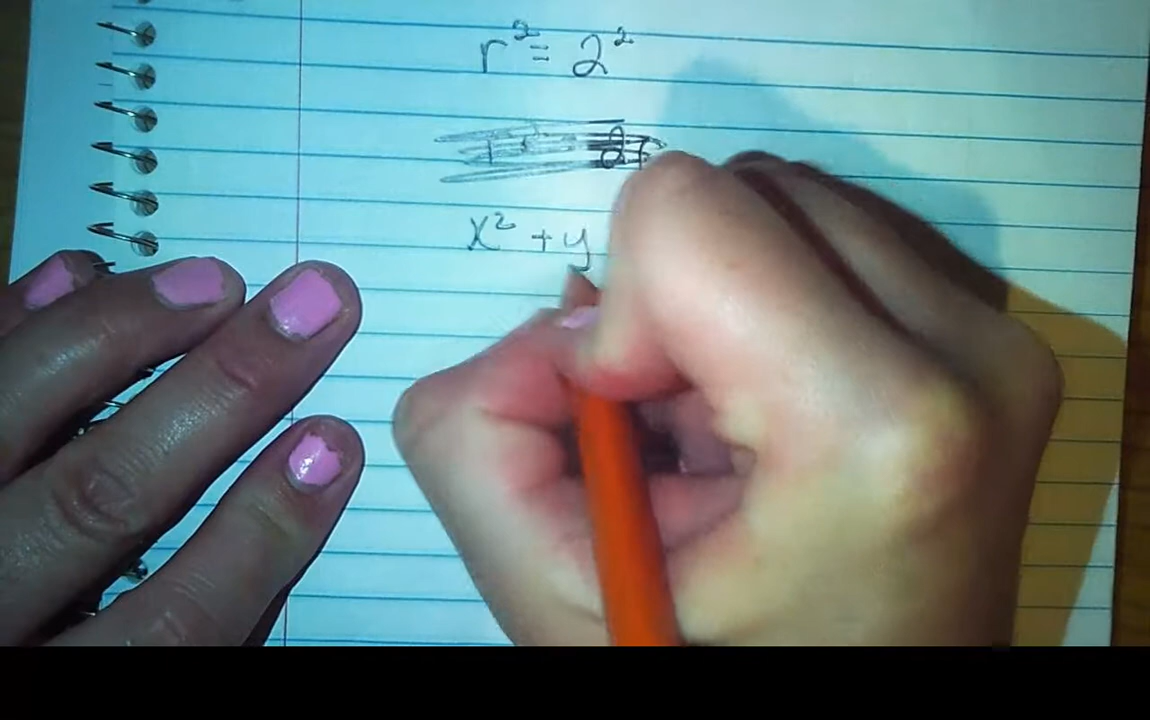 r² = 2²
x² + y